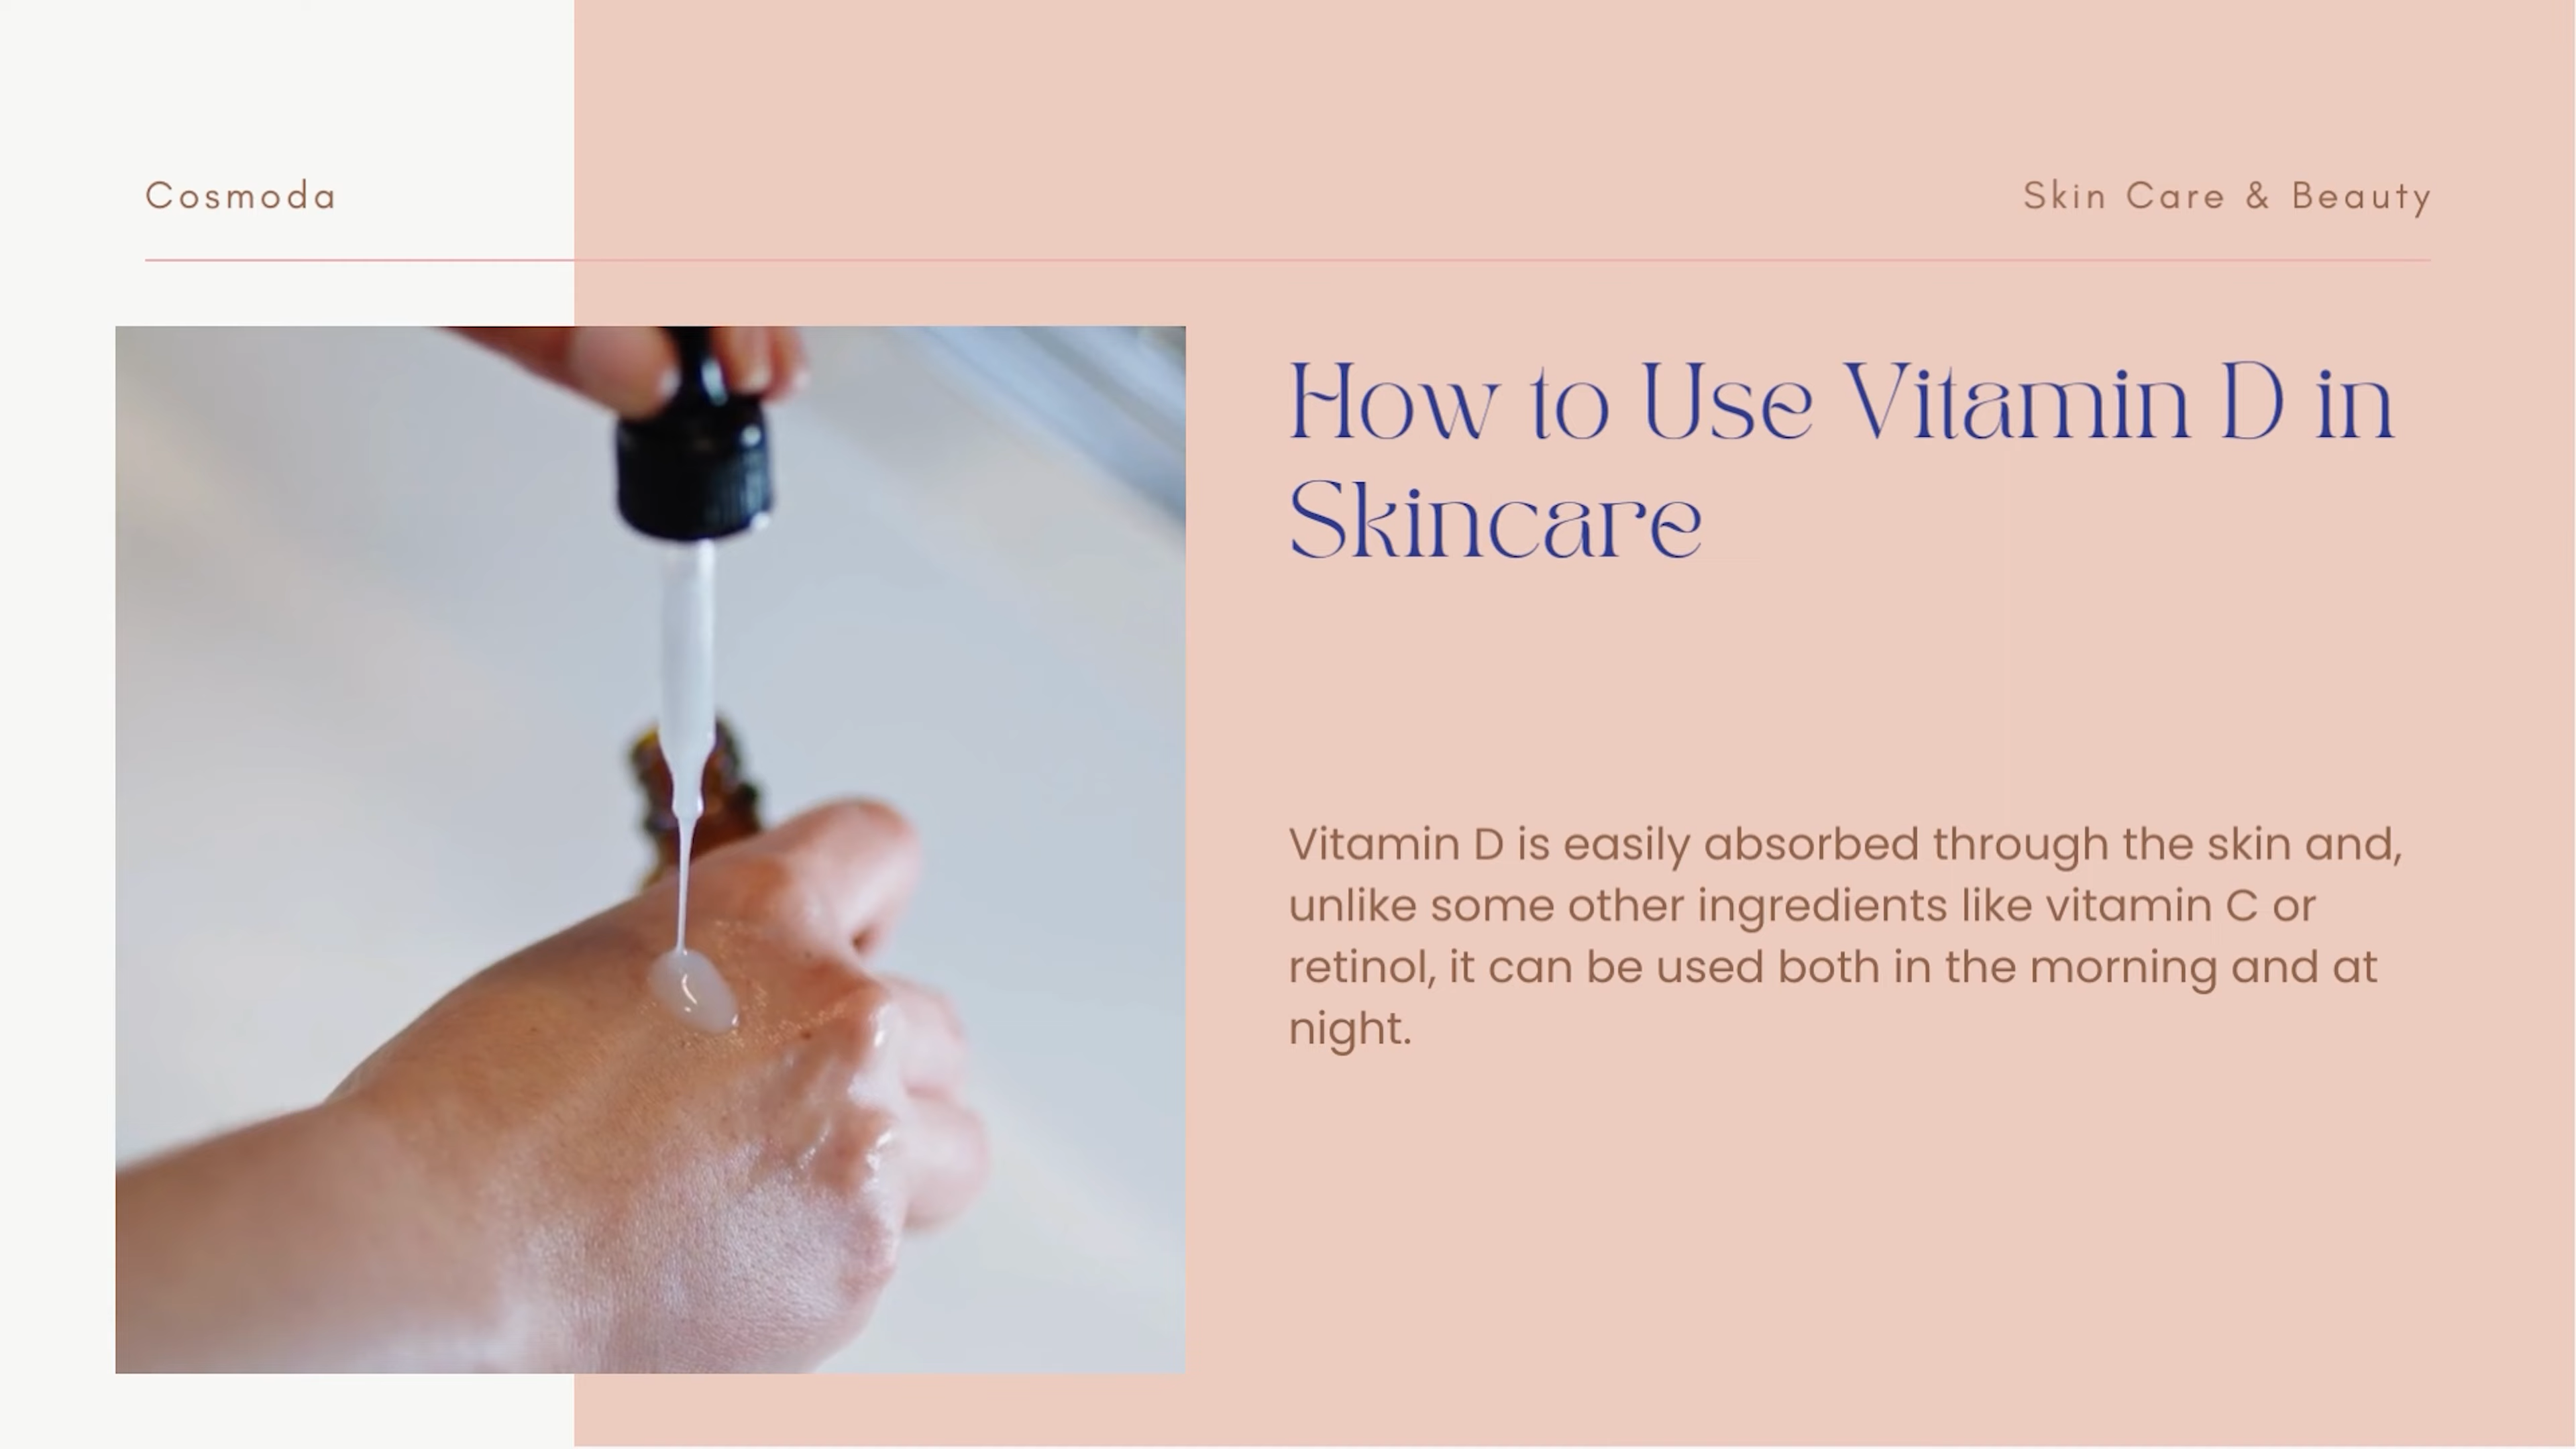 Cosmoda
Skin Care & Beauty
How to Use Vitamin D in
Skincare
Vitamin D is easily absorbed through the skin and,
unlike some other ingredients like vitamin C or
retinol, it can be used both in the morning and at
night.